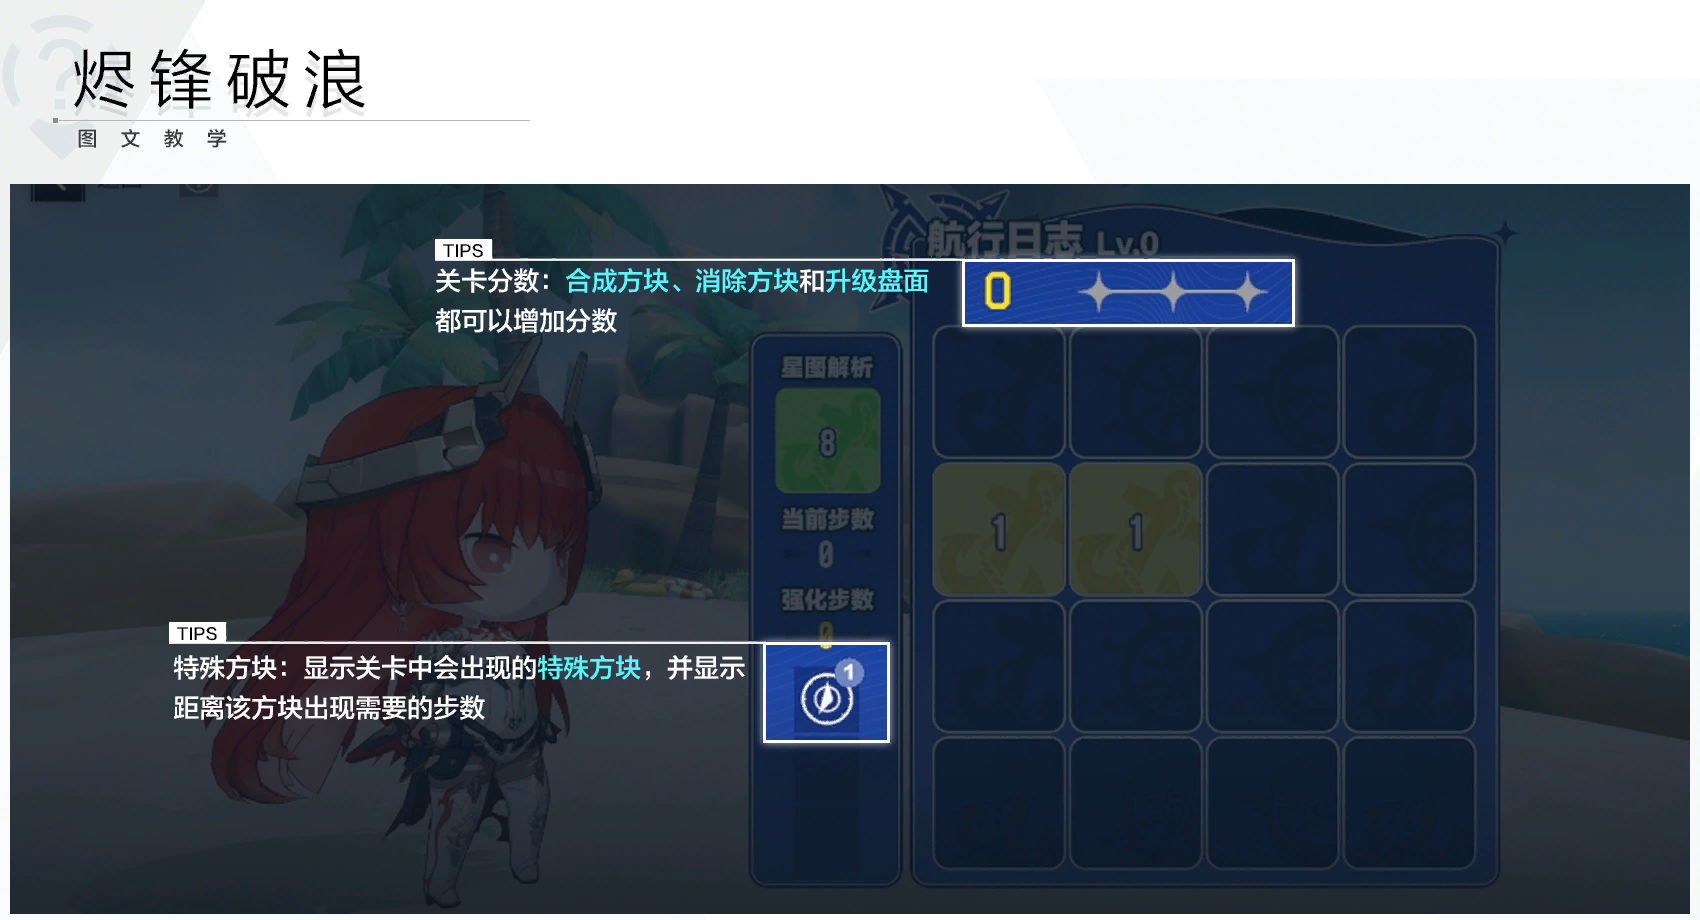 烬锋破浪
图文教学
航行日志 Lv.0
TIPS
关卡分数：合成方块、消除方块和升级盘面
都可以增加分数
0
星图解析
8
当前步数
0
强化步数
0
1 1
TIPS
特殊方块：显示关卡中会出现的特殊方块，并显示
距离该方块出现需要的步数
1